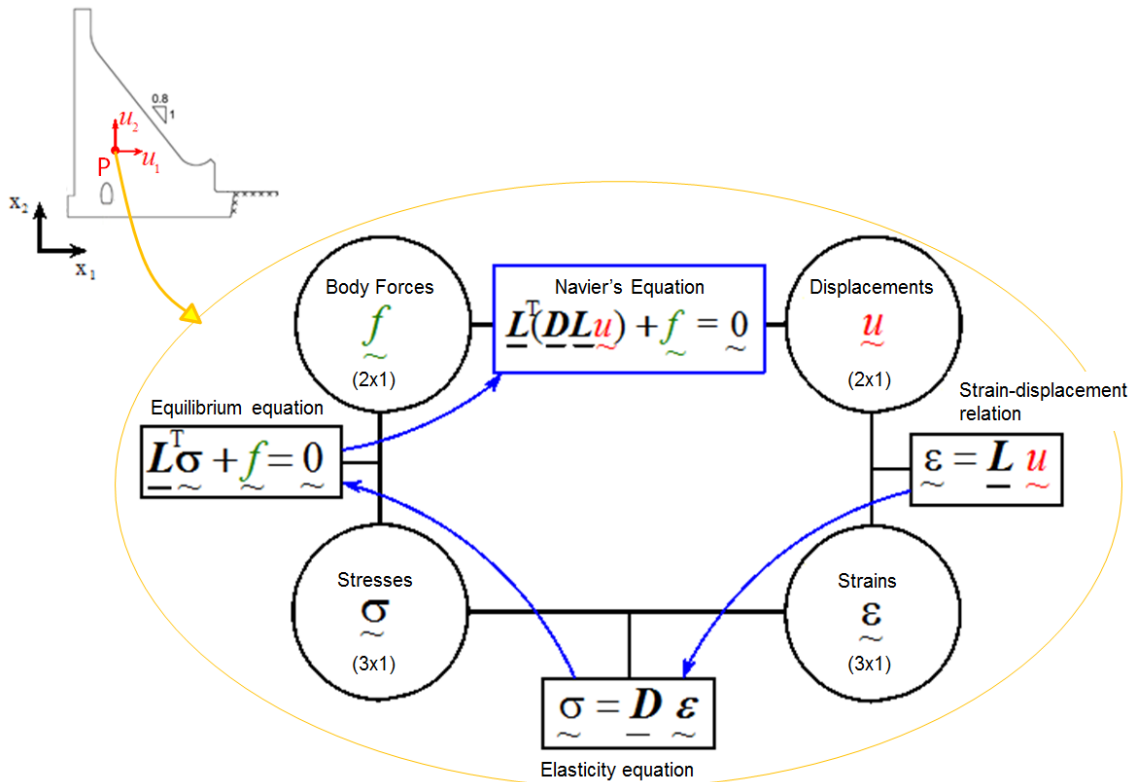 0.8
1
u₂
P
u₁
x₂
x₁
Body Forces
f
(2x1)
Navier's Equation
Lᵀ(DLu) + f = 0
Displacements
u
(2x1)
Equilibrium equation
Lᵀσ + f = 0
Strain-displacement
relation
ε = L u
Stresses
σ
(3x1)
Strains
ε
(3x1)
σ = D ε
Elasticity equation